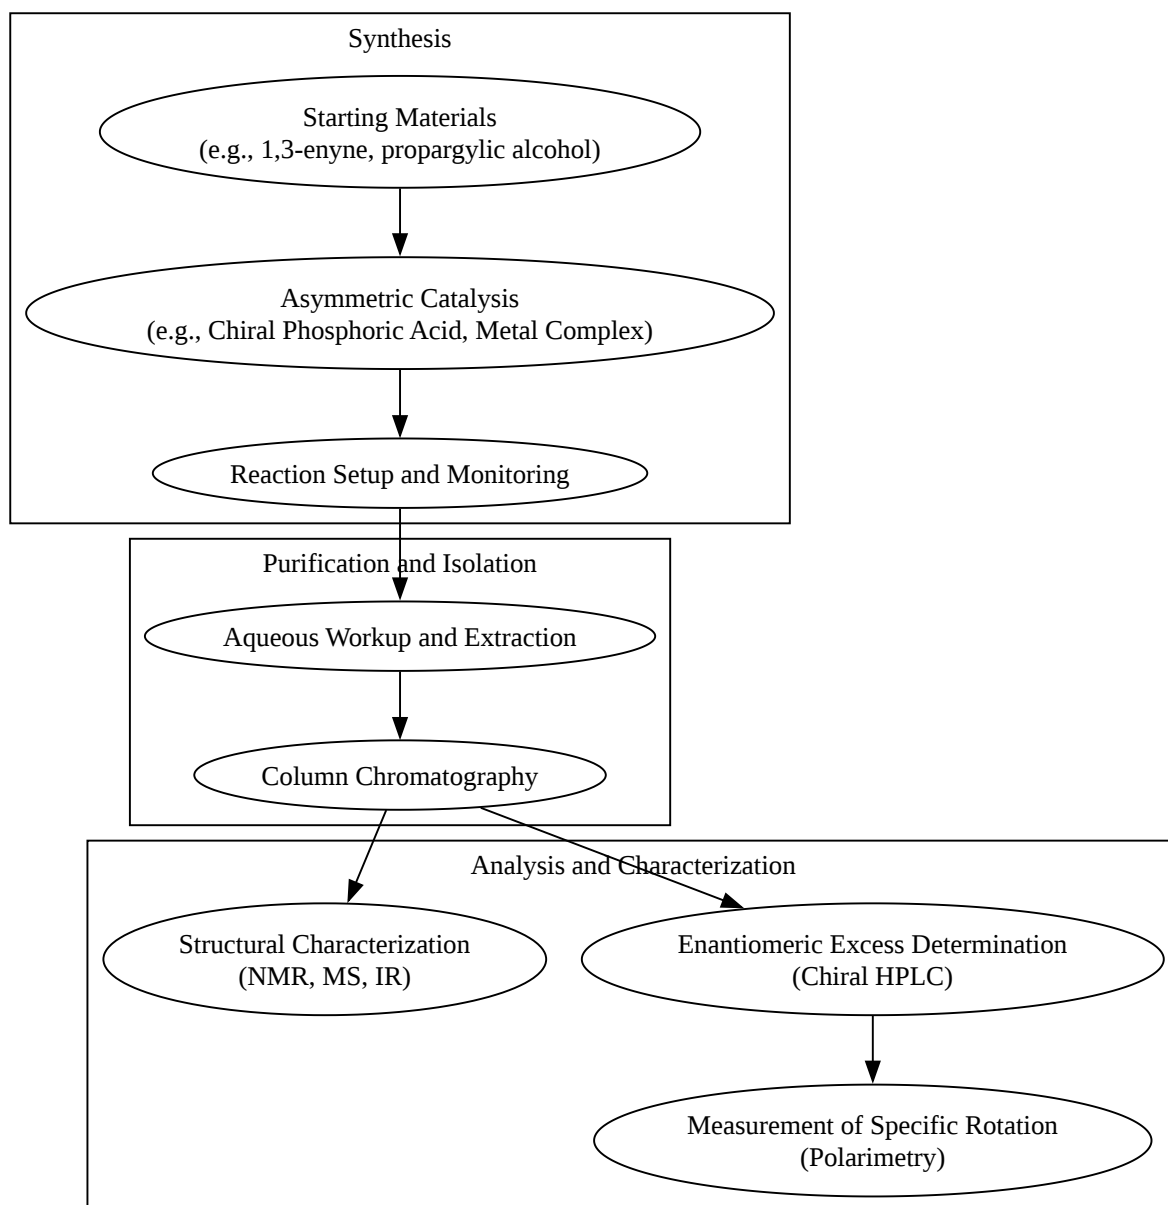 Synthesis
Starting Materials
(e.g., 1,3-enyne, propargylic alcohol)
Asymmetric Catalysis
(e.g., Chiral Phosphoric Acid, Metal Complex)
Reaction Setup and Monitoring
Purification and Isolation
Aqueous Workup and Extraction
Column Chromatography
Analysis and Characterization
Structural Characterization
(NMR, MS, IR)
Enantiomeric Excess Determination
(Chiral HPLC)
Measurement of Specific Rotation
(Polarimetry)